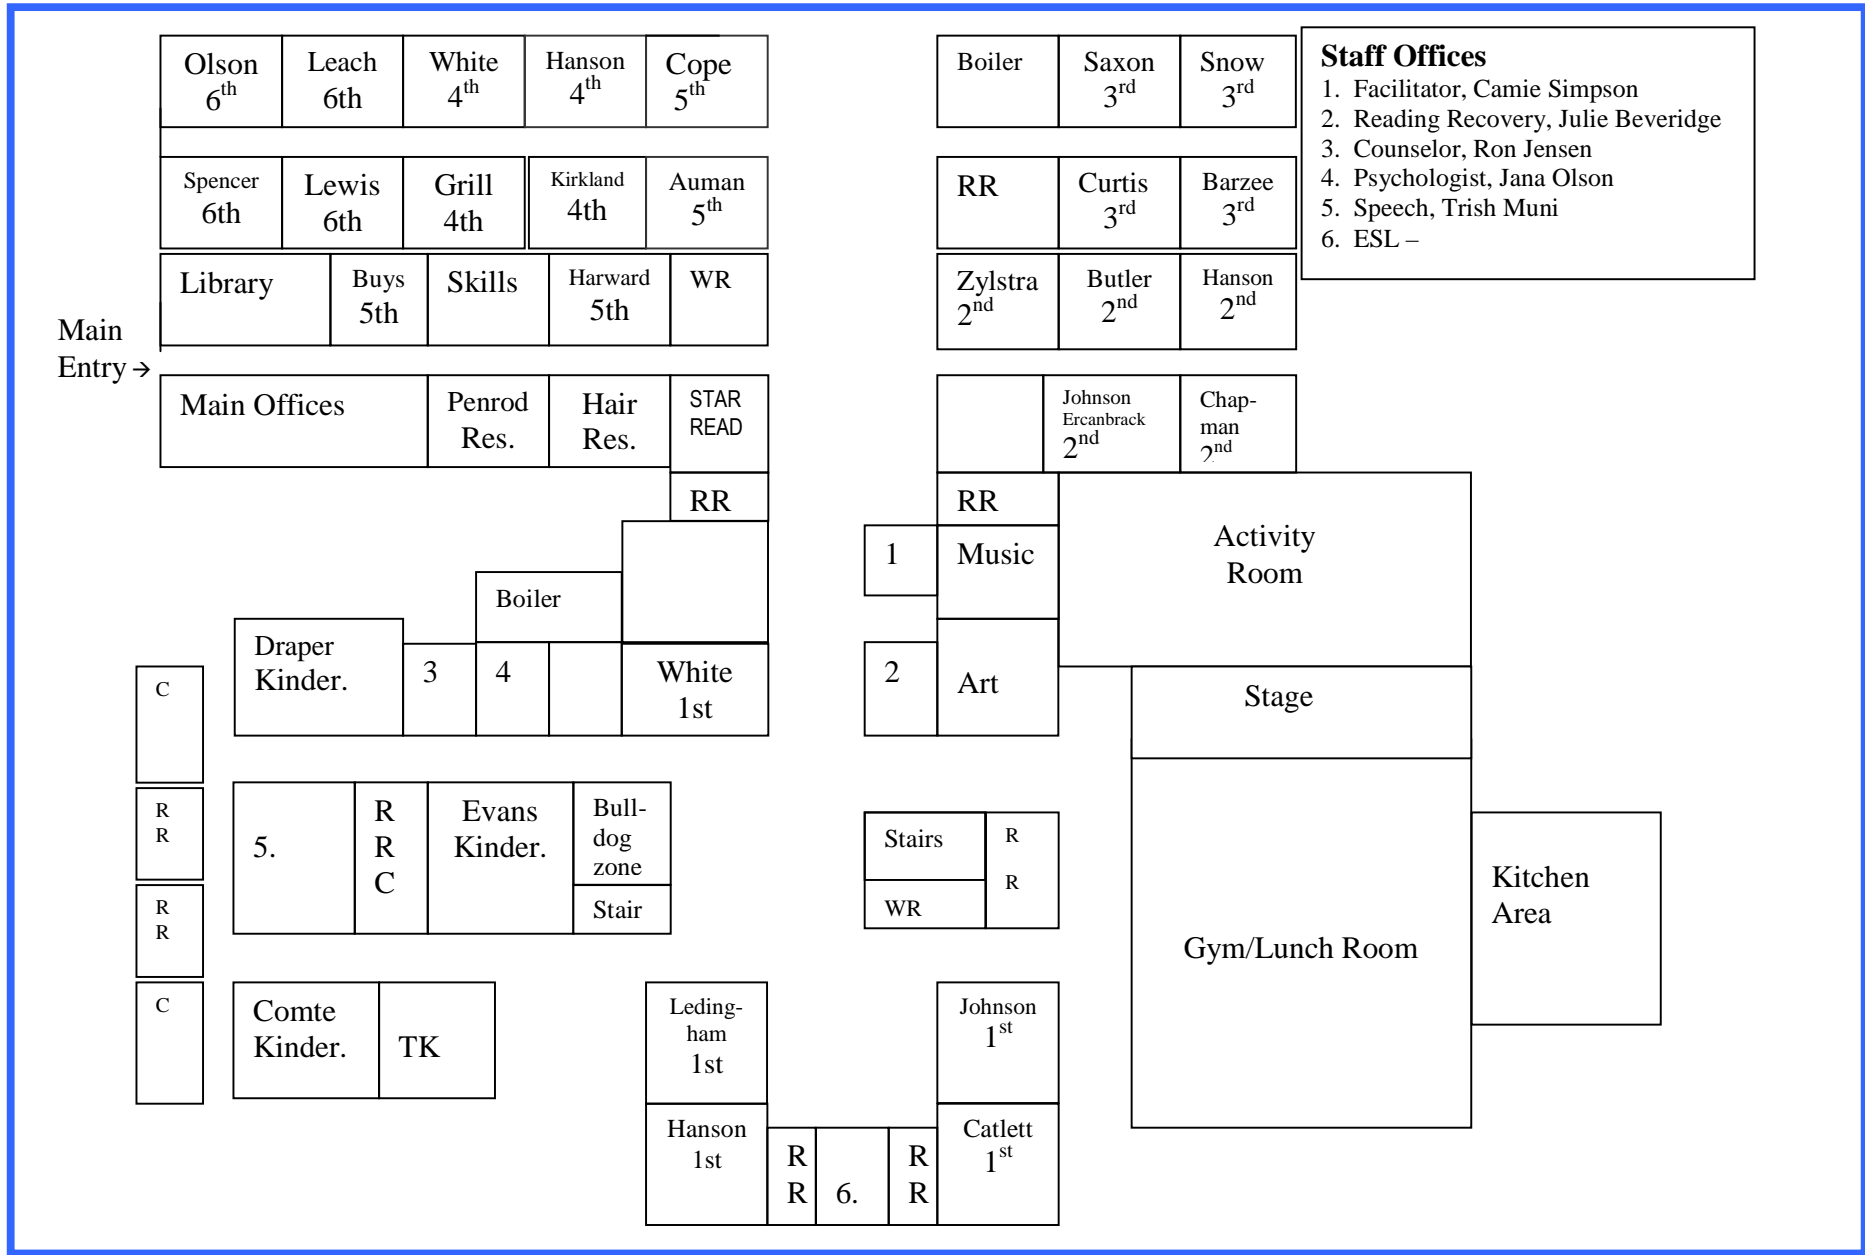 Olson
6th
Leach
6th
White
4th
Hanson
4th
Cope
5th
Boiler
Saxon
3rd
Snow
3rd
Staff Offices
1. Facilitator, Camie Simpson
2. Reading Recovery, Julie Beveridge
3. Counselor, Ron Jensen
4. Psychologist, Jana Olson
5. Speech, Trish Muni
6. ESL –
Spencer
6th
Lewis
6th
Grill
4th
Kirkland
4th
Auman
5th
RR
Curtis
3rd
Barzee
3rd
Library
Buys
5th
Skills
Harward
5th
WR
Zylstra
2nd
Butler
2nd
Hanson
2nd
Main
Entry →
Main Offices
Penrod
Res.
Hair
Res.
STAR
READ
Johnson
Ercanbrack
2nd
Chap-
man
2nd
RR
RR
Activity
Room
1
Music
Boiler
Draper
Kinder.
3
4
White
1st
2
Art
Stage
C
R
R
R
R
C
5.
R
R
C
Evans
Kinder.
Bull-
dog
zone
Stair
Stairs
WR
R
R
Gym/Lunch Room
Kitchen
Area
Comte
Kinder.
TK
Leding-
ham
1st
Johnson
1st
Hanson
1st
R
R
6.
R
R
Catlett
1st